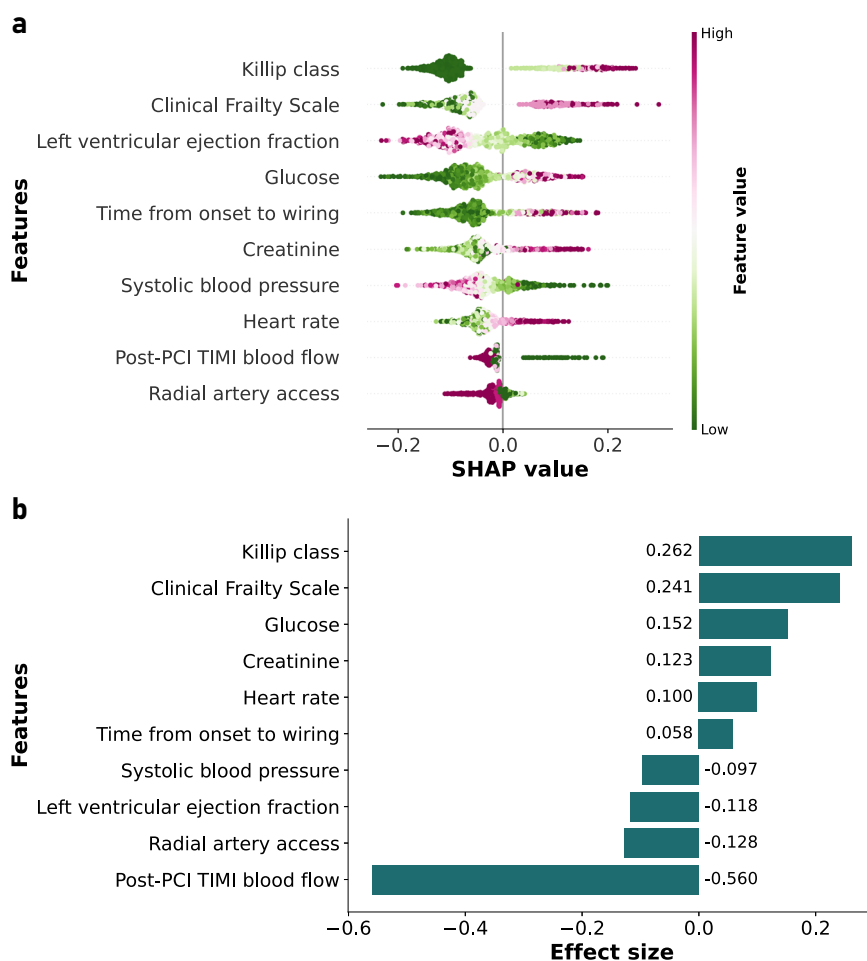 a
Killip class
Clinical Frailty Scale
Left ventricular ejection fraction
Glucose
Time from onset to wiring
Creatinine
Systolic blood pressure
Heart rate
Post-PCI TIMI blood flow
Radial artery access
Features
−0.2 0.0 0.2
SHAP value
High
Low
Feature value
b
Killip class 0.262
Clinical Frailty Scale 0.241
Glucose 0.152
Creatinine 0.123
Heart rate 0.100
Time from onset to wiring 0.058
Systolic blood pressure -0.097
Left ventricular ejection fraction -0.118
Radial artery access -0.128
Post-PCI TIMI blood flow -0.560
Features
−0.6 −0.4 −0.2 0.0 0.2
Effect size